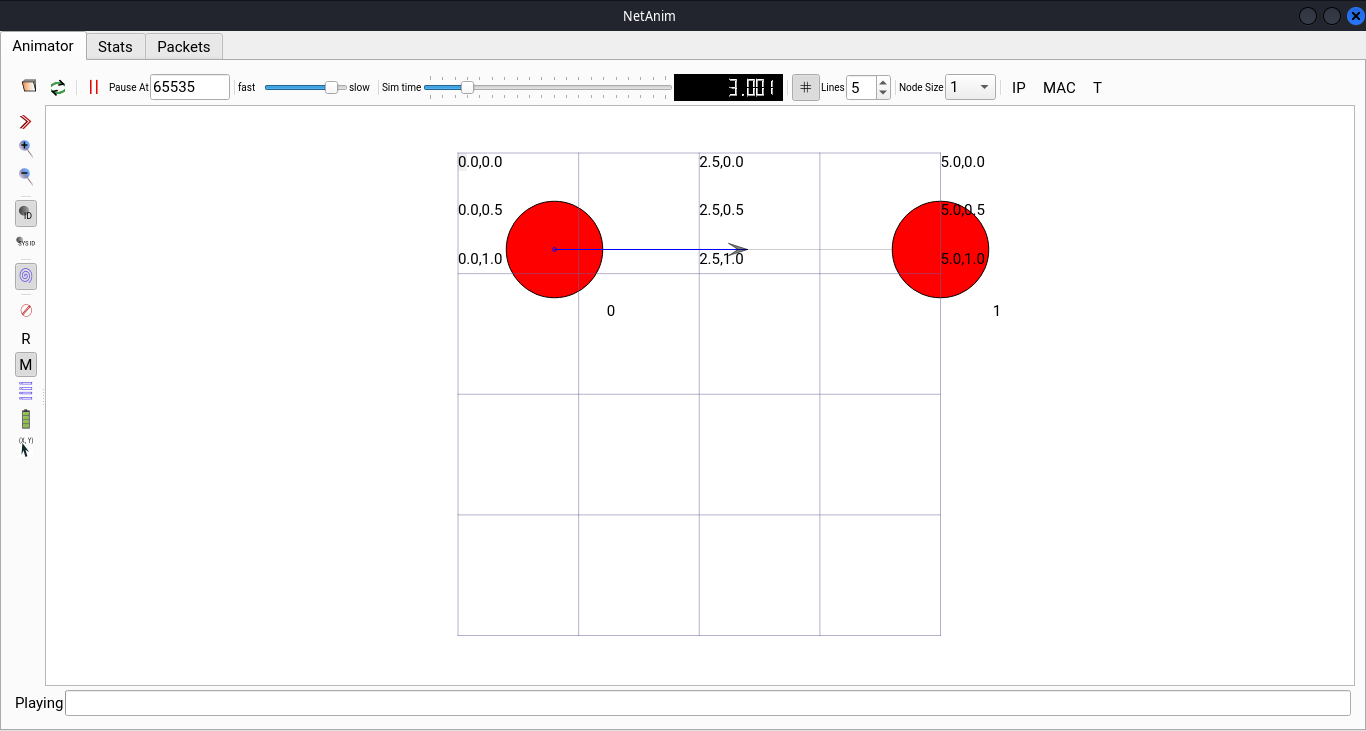 NetAnim
Animator Stats Packets
Pause At 65535 fast slow Sim time 3.001 # Lines 5 Node Size 1 IP MAC T
0.0,0.0 2.5,0.0 5.0,0.0
ID
0.0,0.5 2.5,0.5 5.0,0.5
SYS ID
0.0,1.0 2.5,1.0 5.0,1.0
0 1
R
M
(X, Y)
Playing